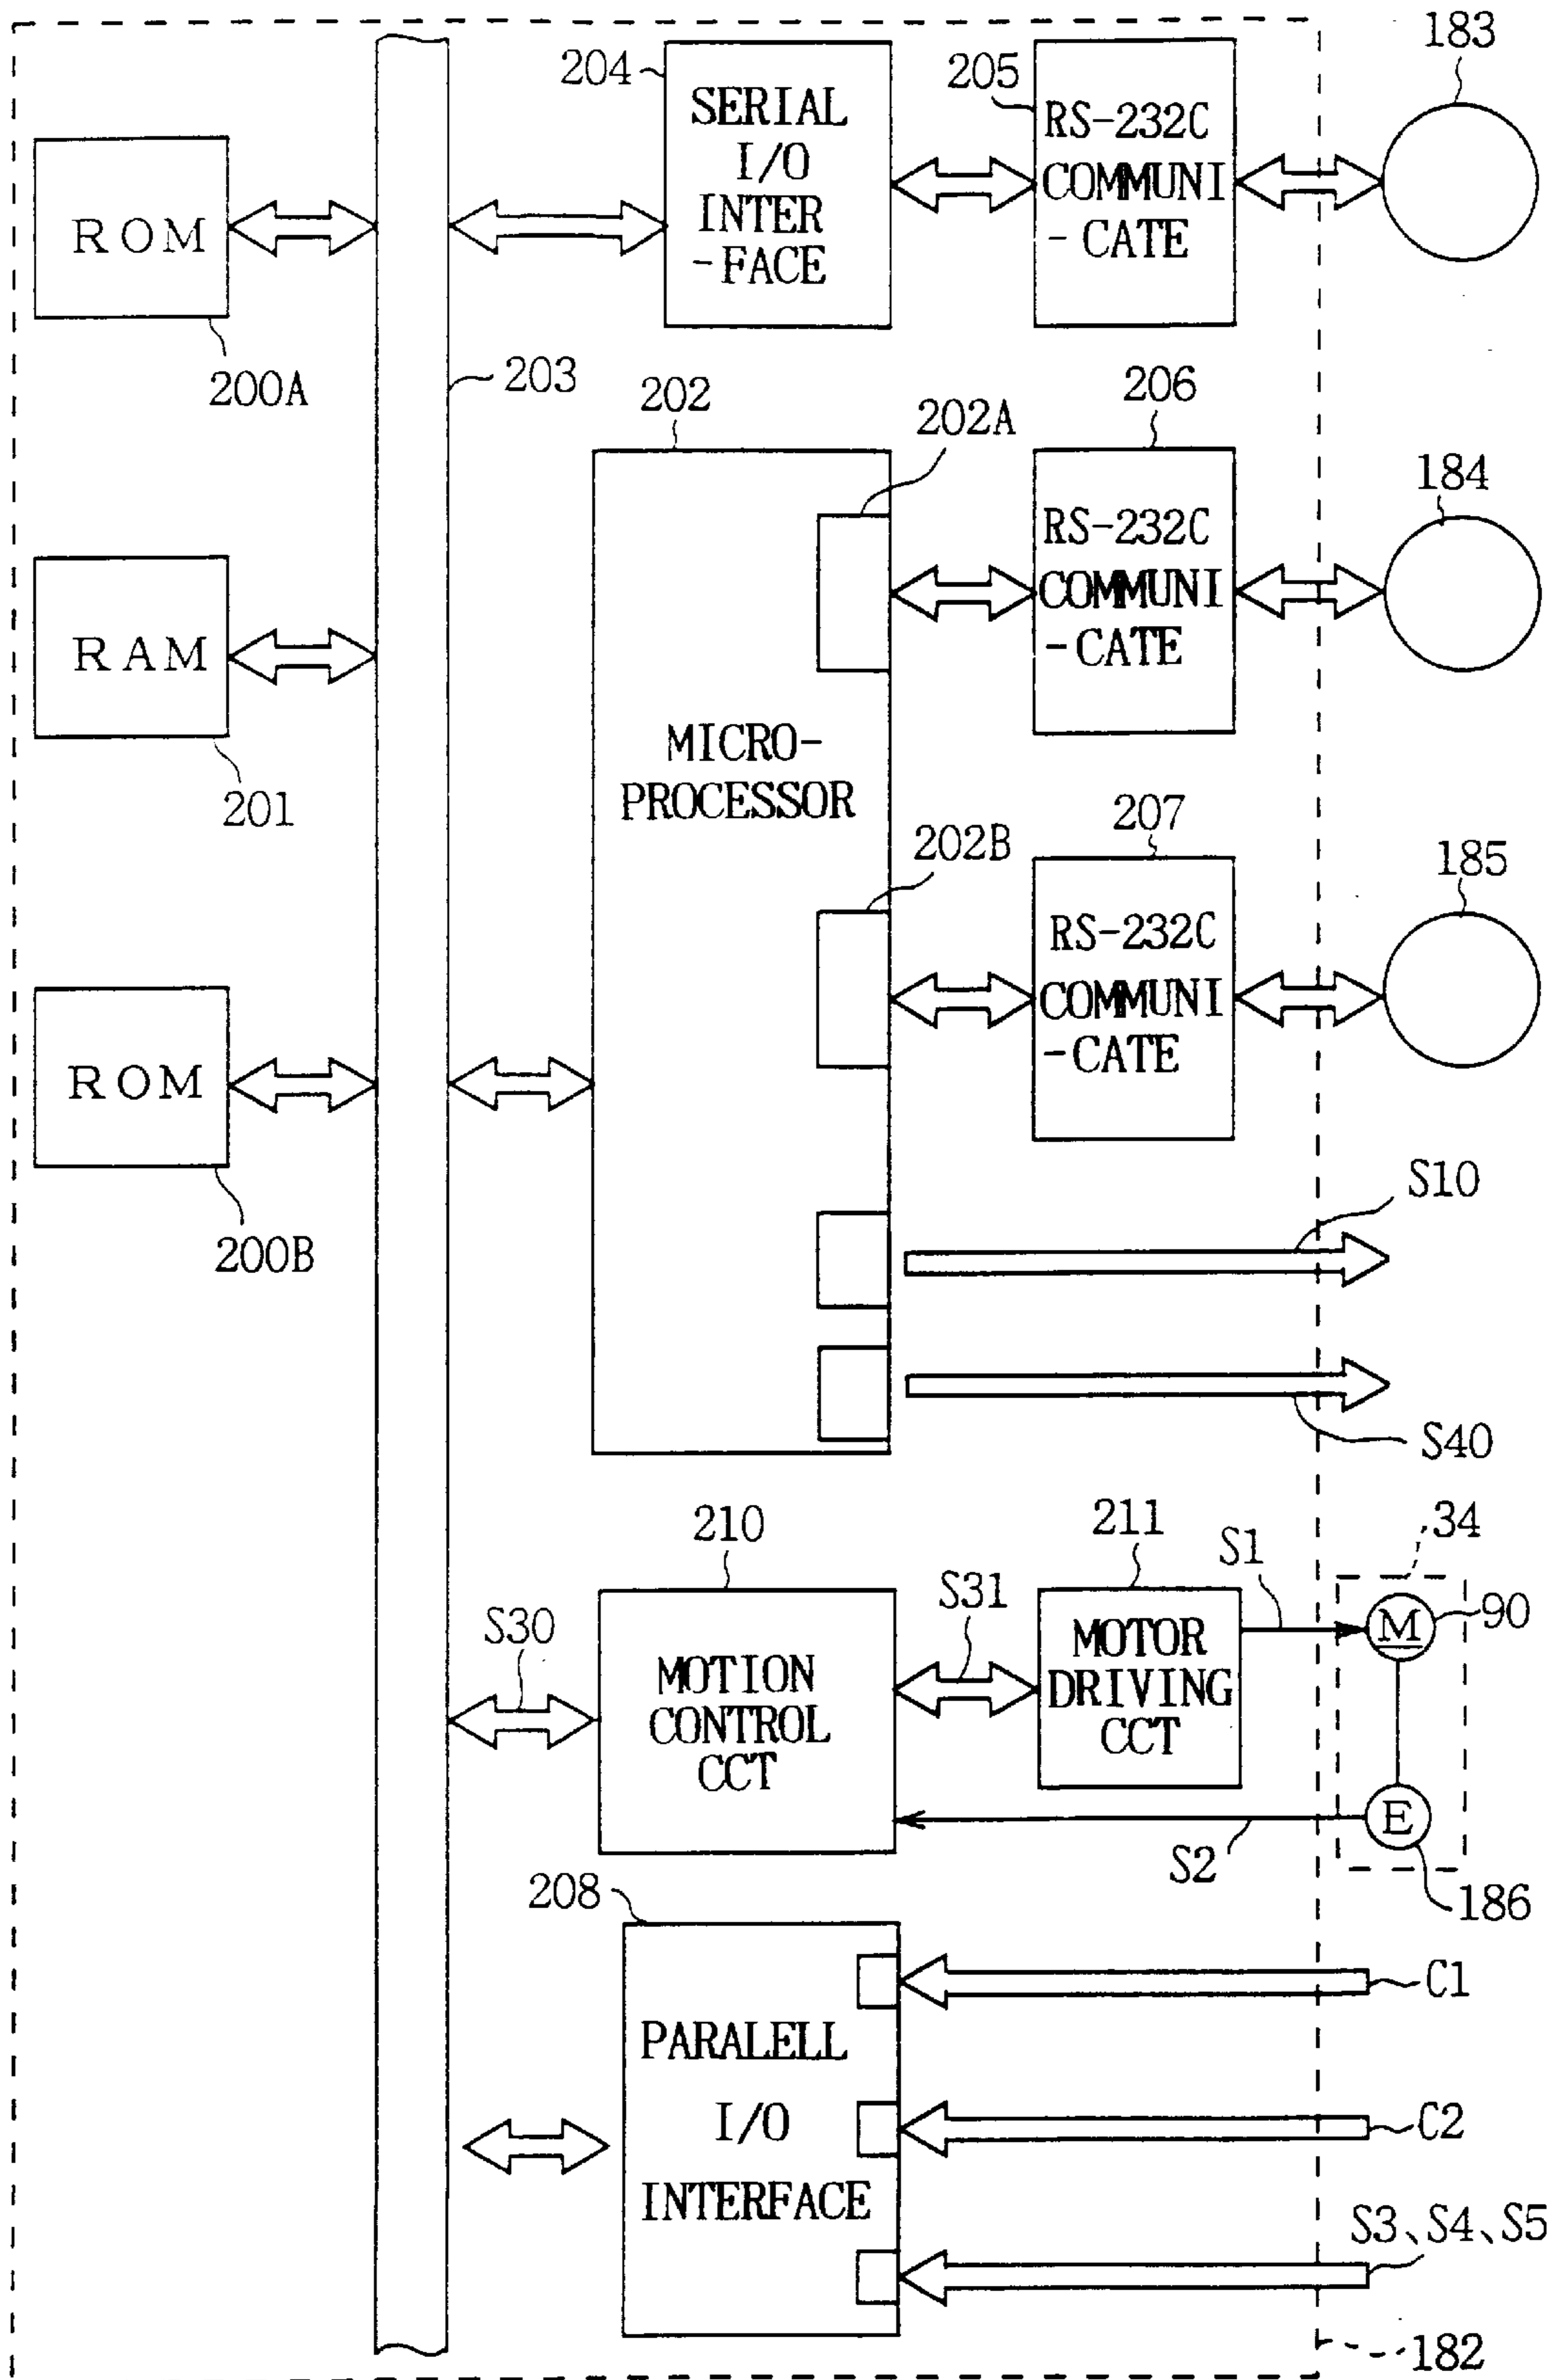 183
204
205
SERIAL
I/O
INTER
-FACE
RS-232C
COMMUNI
-CATE
ROM
200A
203
202
202A
206
184
RS-232C
COMMUNI
-CATE
RAM
201
MICRO-
PROCESSOR
207
202B
185
RS-232C
COMMUNI
-CATE
ROM
200B
S10
S40
210
211
S1
34
S30
S31
MOTION
CONTROL
CCT
MOTOR
DRIVING
CCT
M
90
E
S2
186
208
C1
PARALELL
I/O
INTERFACE
C2
S3、S4、S5
182